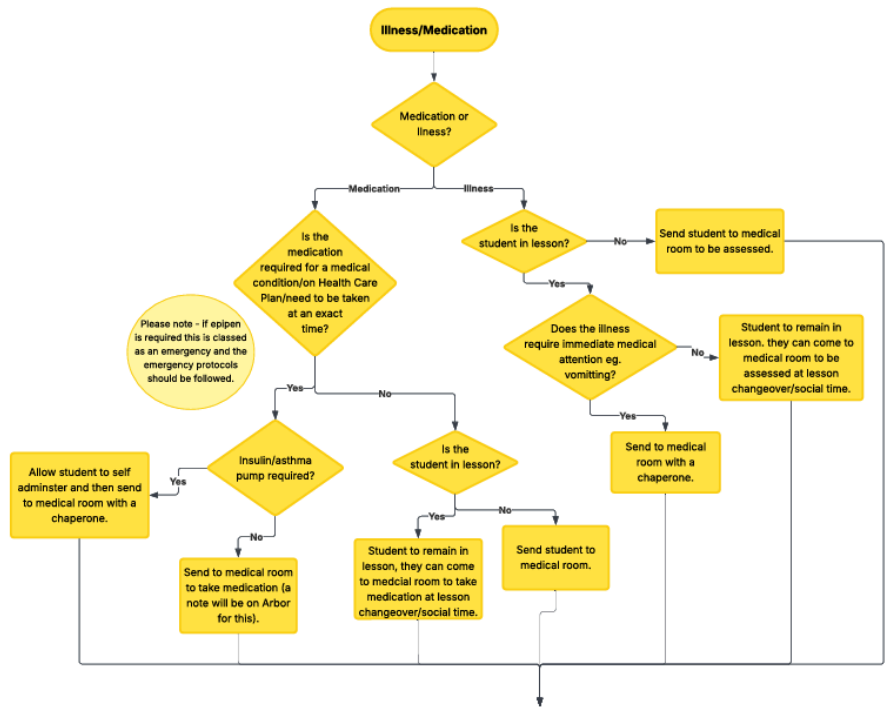 Illness/Medication
Medication or
Ilness?
Medication
Illness
Is the
medication
required for a medical
condition/on Health Care
Plan/need to be taken
at an exact
time?
Is the
student in lesson?
No
Send student to medical
room to be assessed.
Yes
Please note - if epipen
is required this is classed
as an emergency and the
emergency protocols
should be followed.
Does the illness
require immediate medical
attention eg.
vomitting?
No
Student to remain in
lesson. they can come to
medical room to be
assessed at lesson
changeover/social time.
Yes
No
Yes
Send to medical
room with a
chaperone.
Insulin/asthma
pump required?
Is the
student in lesson?
Yes
Allow student to self
adminster and then send
to medical room with a
chaperone.
No
Send to medical room
to take medication (a
note will be on Arbor
for this).
Yes
No
Student to remain in
lesson, they can come
to medcial room to take
medication at lesson
changeover/social time.
Send student to
medical room.